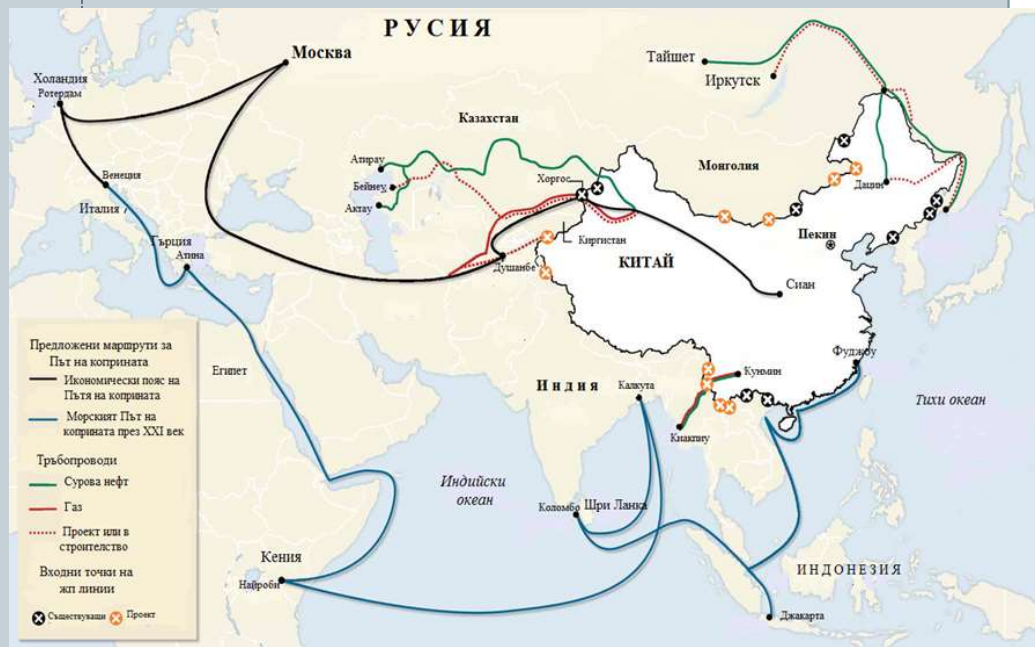 РУСИЯ
Москва
Холандия
Ротердам
Тайшет
Иркутск
Казахстан
Атирау
Бейнеу
Актау
Хоргос
Монголия
Дацин
Венеция
Италия
Гърция
Атина
Киргистан
Душанбе
Пекин
КИТАЙ
Сиан
Предложени маршрути за
Път на коприната
Икономически пояс на
Пътя на коприната
Морският Път на
коприната през XXI век
Тръбопроводи
Сурова нефт
Газ
Проект или в
строителство
Входни точки на
жп линии
Съществуващи
Проект
Египет
Индия
Калкута
Кунмин
Фуджоу
Тихи океан
Киакпиу
Индийски
океан
Коломбо
Шри Ланка
Кения
Найроби
ИНДОНЕЗИЯ
Джакарта